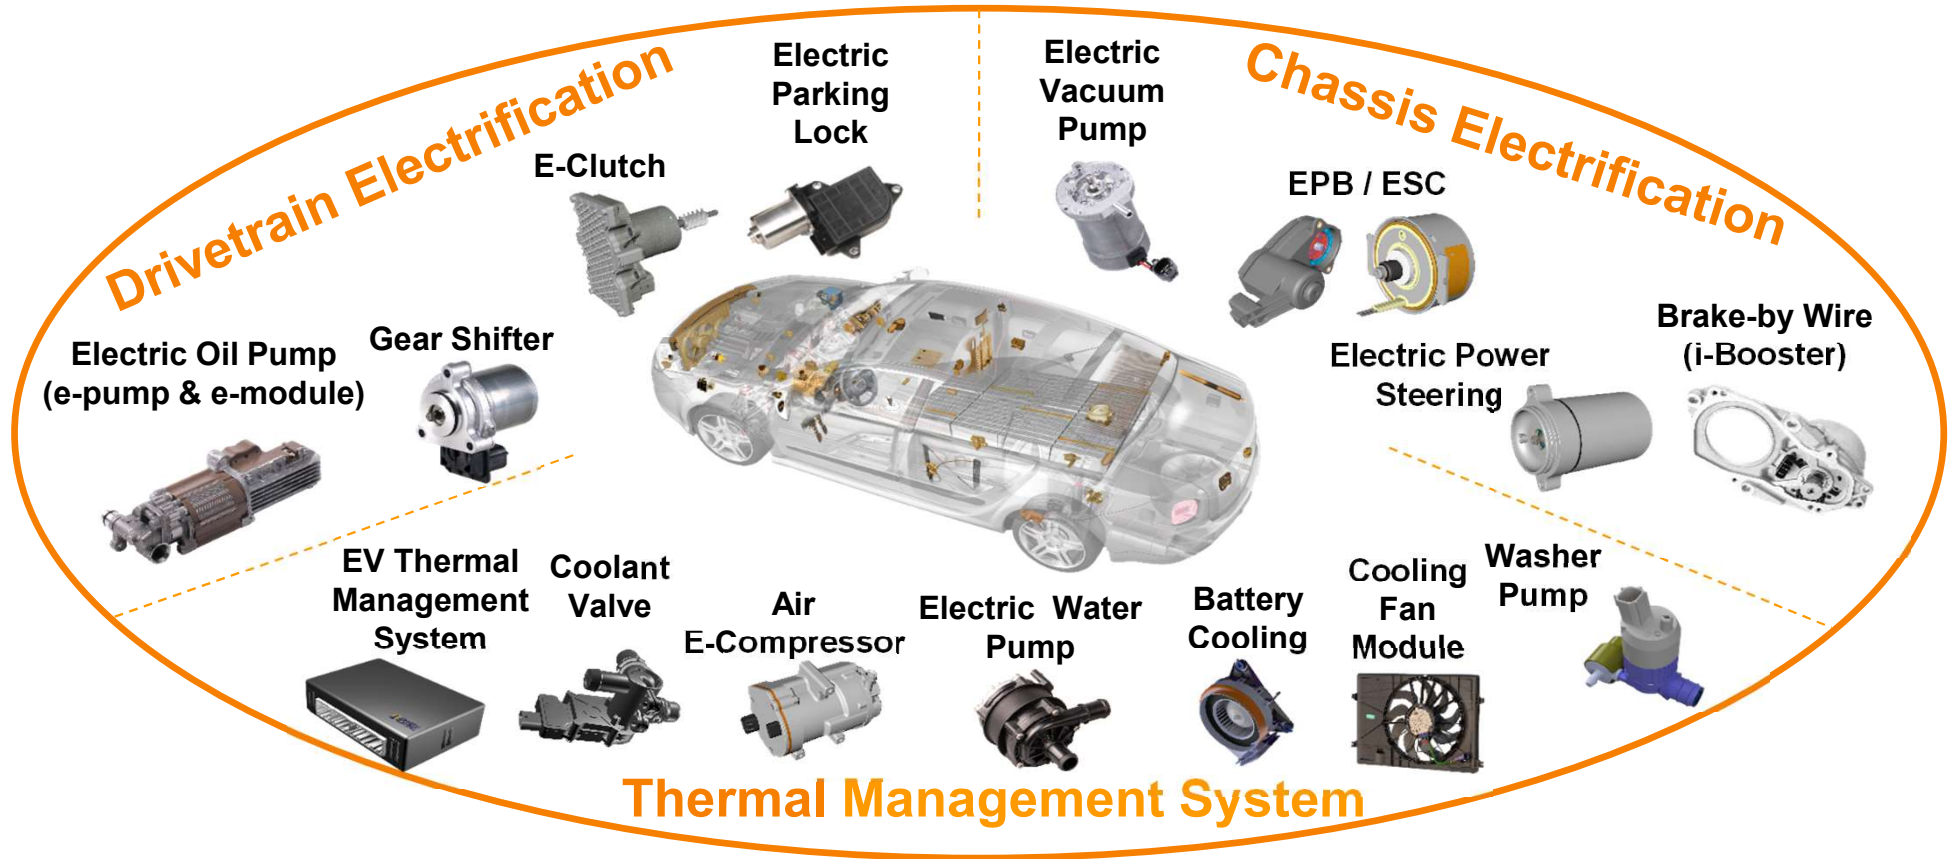 Drivetrain Electrification
Electric
Parking
Lock
E-Clutch
Gear Shifter
Electric Oil Pump
(e-pump & e-module)
Chassis Electrification
Electric
Vacuum
Pump
EPB / ESC
Electric Power
Steering
Brake-by Wire
(i-Booster)
EV Thermal
Management
System
Coolant
Valve
Air
E-Compressor
Electric Water
Pump
Battery
Cooling
Cooling
Fan
Module
Washer
Pump
Thermal Management System